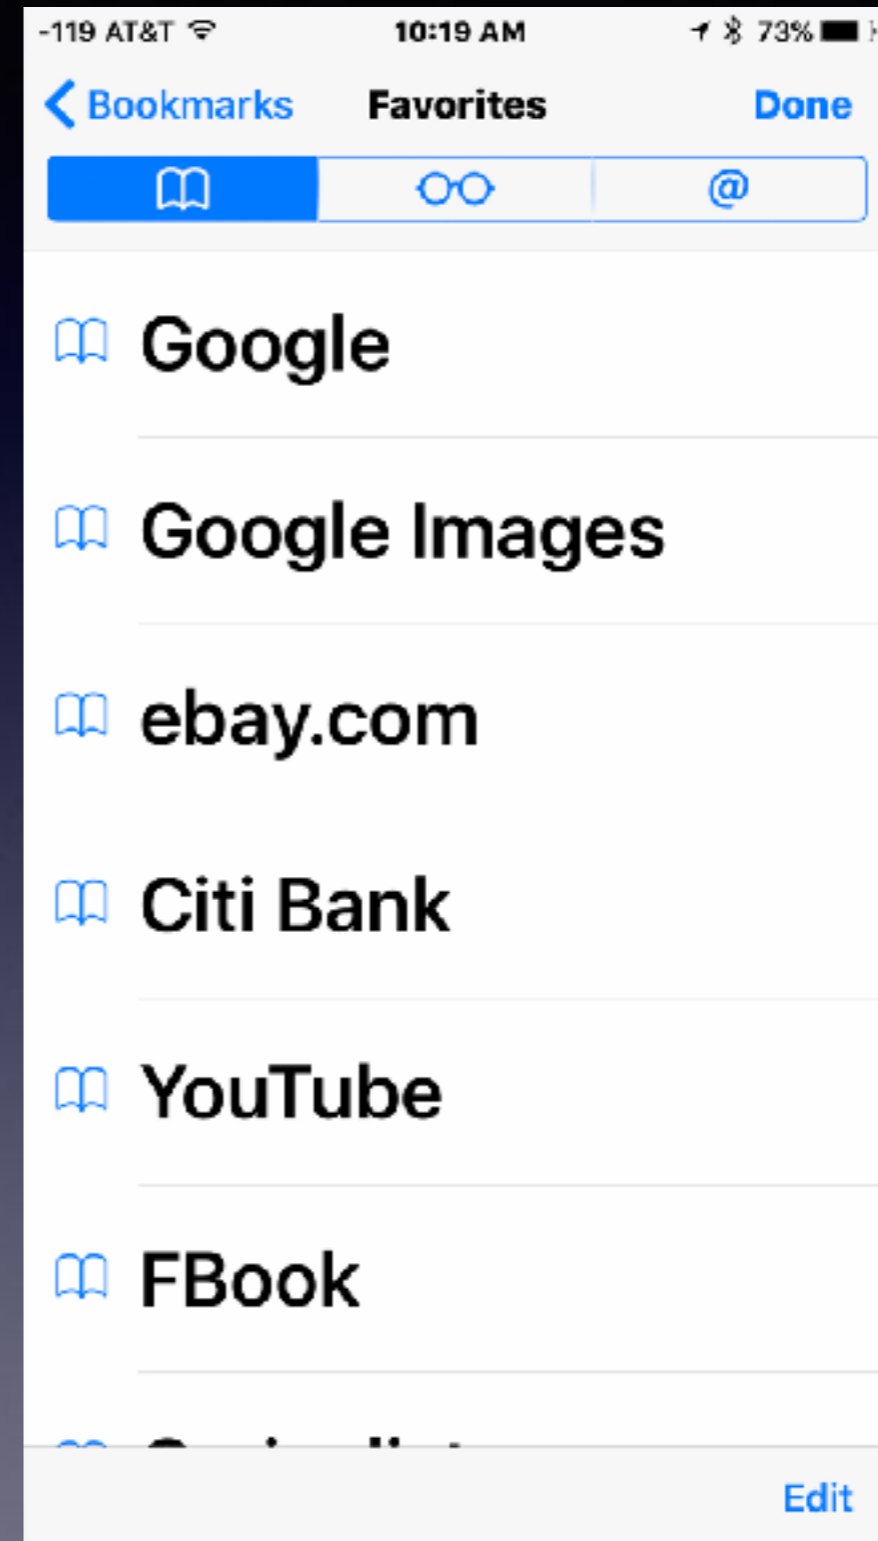 -119 AT&T 10:19 AM 73%
Bookmarks Favorites Done
@
Google
Google Images
ebay.com
Citi Bank
YouTube
FBook
Edit